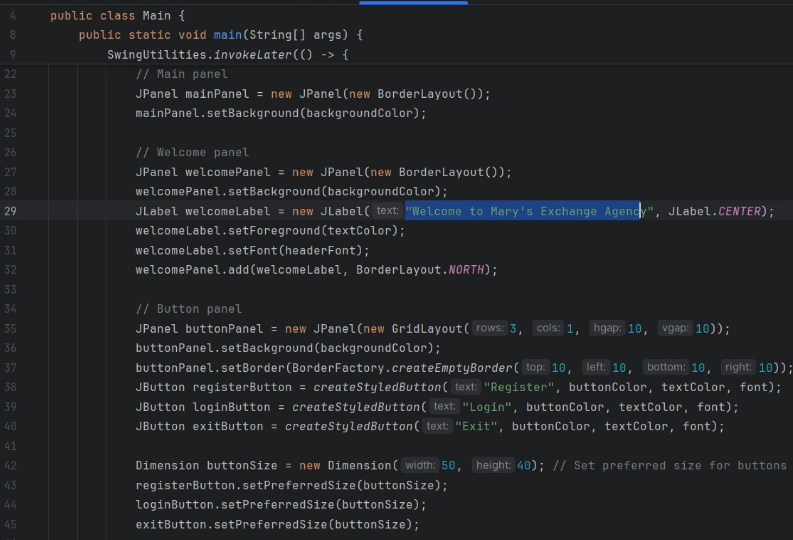 4 public class Main {
8 public static void main(String[] args) {
9 SwingUtilities.invokeLater(() -> {
22 // Main panel
23 JPanel mainPanel = new JPanel(new BorderLayout());
24 mainPanel.setBackground(backgroundColor);
25
26 // Welcome panel
27 JPanel welcomePanel = new JPanel(new BorderLayout());
28 welcomePanel.setBackground(backgroundColor);
29 JLabel welcomeLabel = new JLabel( text: "Welcome to Mary's Exchange Agency", JLabel.CENTER);
30 welcomeLabel.setForeground(textColor);
31 welcomeLabel.setFont(headerFont);
32 welcomePanel.add(welcomeLabel, BorderLayout.NORTH);
33
34 // Button panel
35 JPanel buttonPanel = new JPanel(new GridLayout( rows: 3, cols: 1, hgap: 10, vgap: 10));
36 buttonPanel.setBackground(backgroundColor);
37 buttonPanel.setBorder(BorderFactory.createEmptyBorder( top: 10, left: 10, bottom: 10, right: 10));
38 JButton registerButton = createStyledButton( text: "Register", buttonColor, textColor, font);
39 JButton loginButton = createStyledButton( text: "Login", buttonColor, textColor, font);
40 JButton exitButton = createStyledButton( text: "Exit", buttonColor, textColor, font);
41
42 Dimension buttonSize = new Dimension( width: 50, height: 40); // Set preferred size for buttons
43 registerButton.setPreferredSize(buttonSize);
44 loginButton.setPreferredSize(buttonSize);
45 exitButton.setPreferredSize(buttonSize);